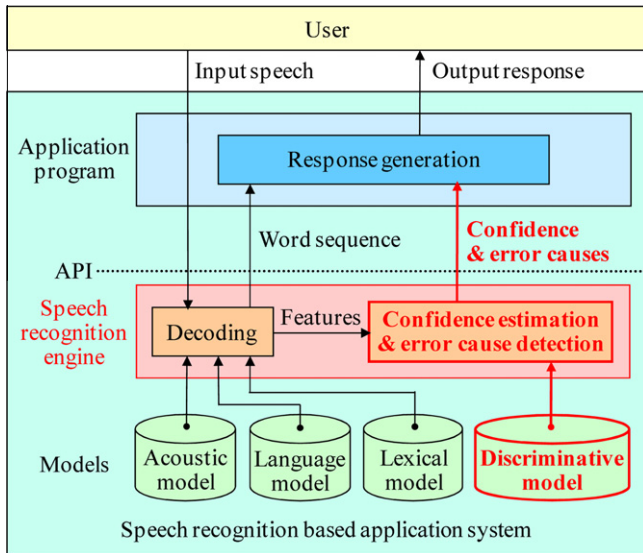 User
Input speech
Output response
Application
program
Response generation
Word sequence
Confidence
& error causes
API
Speech
recognition
engine
Decoding
Features
Confidence estimation
& error cause detection
Models
Acoustic
model
Language
model
Lexical
model
Discriminative
model
Speech recognition based application system